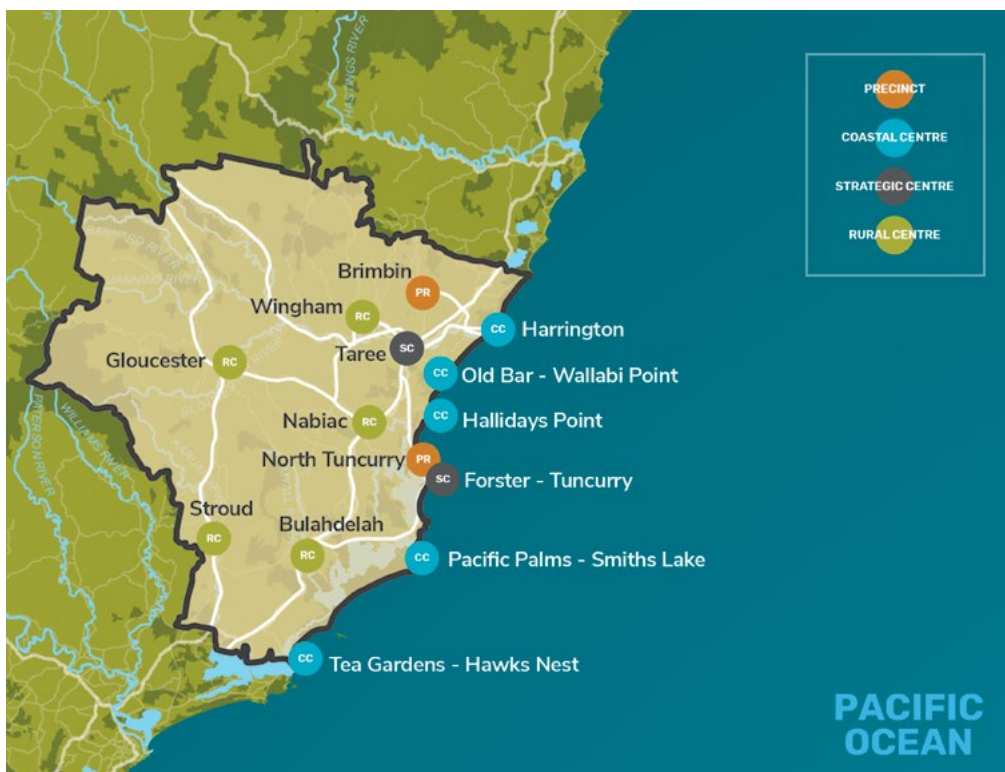 HASTINGS RIVER
PRECINCT
COASTAL CENTRE
STRATEGIC CENTRE
RURAL CENTRE
MANNING RIVER
Brimbin
PR
Wingham
RC
Harrington
CC
Taree
SC
Gloucester
RC
Old Bar - Wallabi Point
CC
Nabiac
RC
Hallidays Point
CC
North Tuncurry
PR
Forster - Tuncurry
SC
PATERSON RIVER
WILLIAMS RIVER
Stroud
RC
Bulahdelah
RC
Pacific Palms - Smiths Lake
CC
Tea Gardens - Hawks Nest
CC
PACIFIC
OCEAN